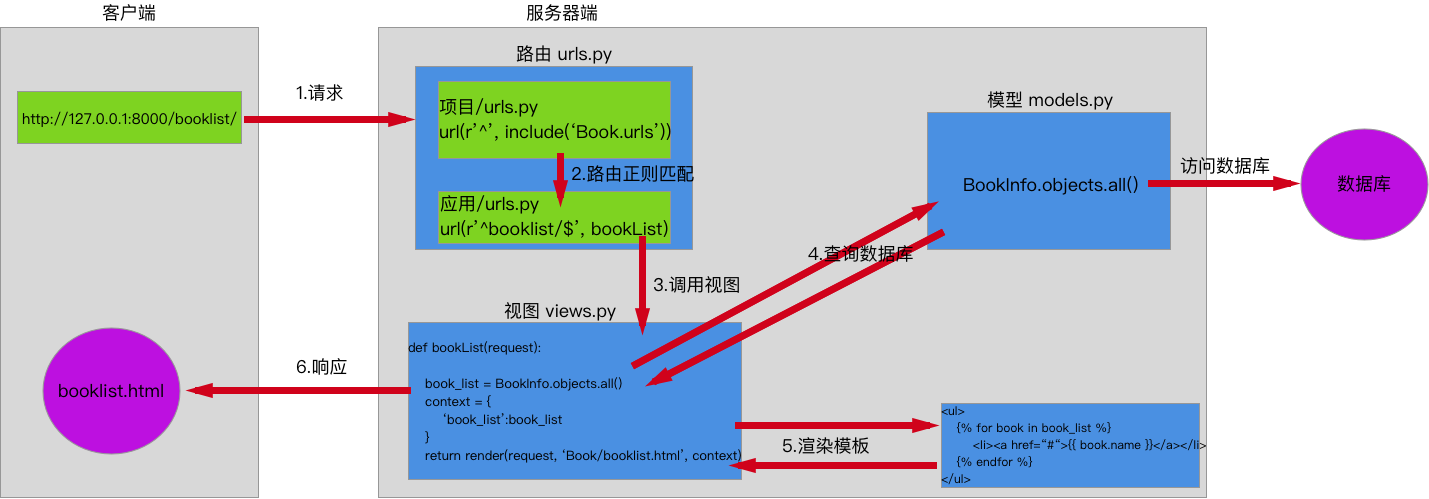 客户端
服务器端
路由 urls.py
http://127.0.0.1:8000/booklist/
1.请求
项目/urls.py
url(r’^’, include(‘Book.urls’))
2.路由正则匹配
应用/urls.py
url(r’^booklist/$’, bookList)
模型 models.py
BookInfo.objects.all()
访问数据库
数据库
3.调用视图
4.查询数据库
视图 views.py
def bookList(request):
book_list = BookInfo.objects.all()
context = {
‘book_list’:book_list
}
return render(request, ‘Book/booklist.html’, context)
5.渲染模板
<ul>
{% for book in book_list %}
<li><a href=“#“>{{ book.name }}</a></li>
{% endfor %}
</ul>
6.响应
booklist.html